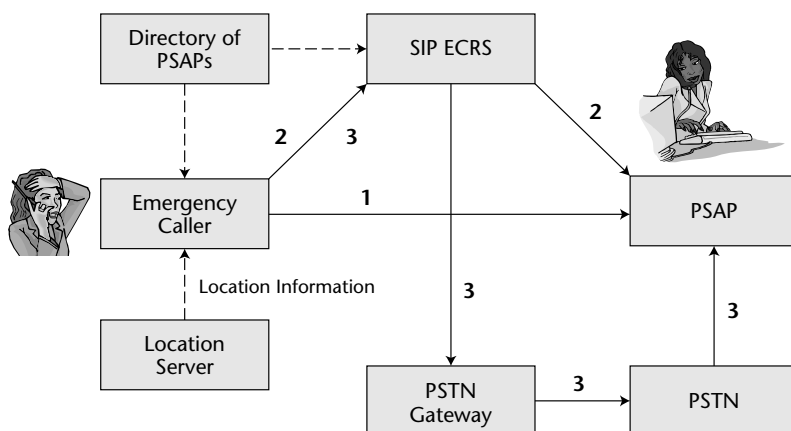 Directory of
PSAPs
SIP ECRS
2
3
2
Emergency
Caller
1
PSAP
Location Information
3
3
Location
Server
PSTN
Gateway
3
PSTN